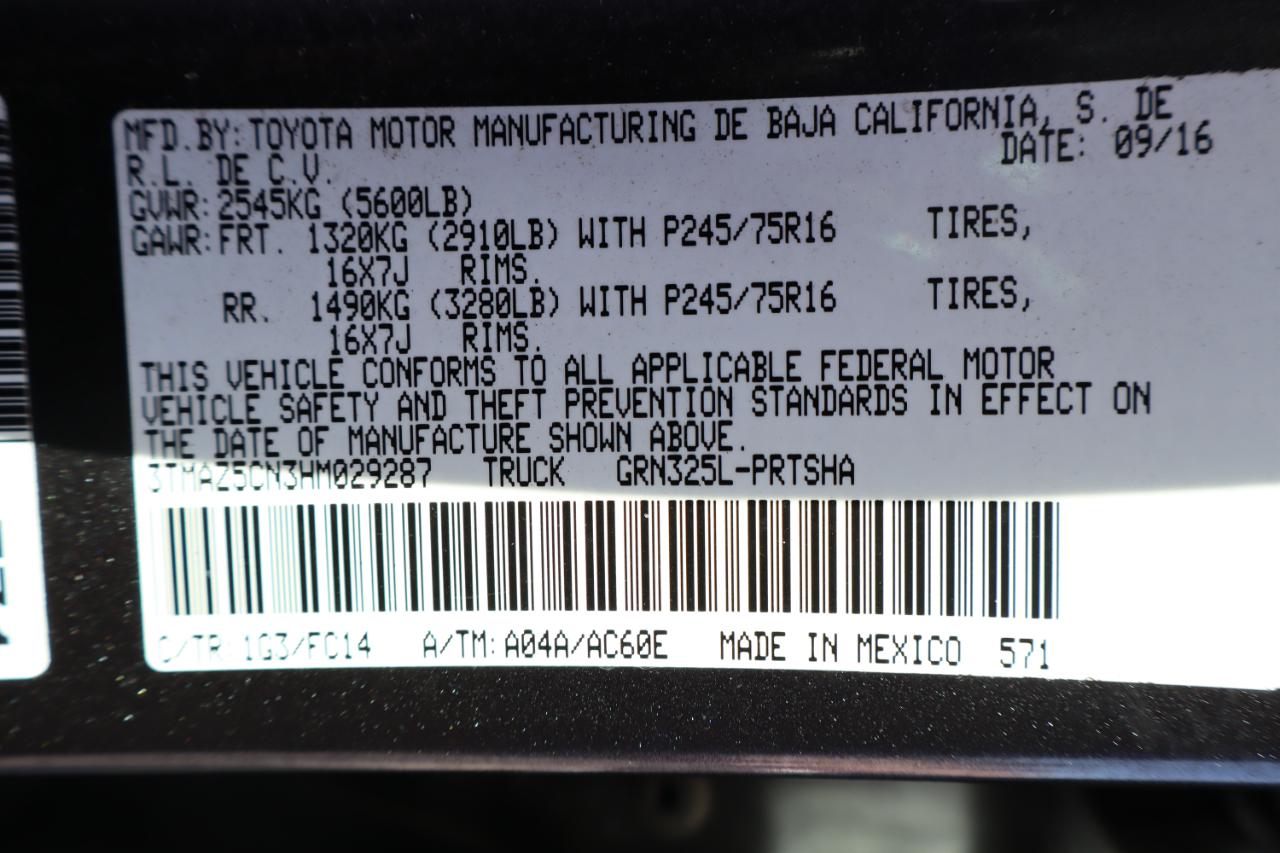 MFD.BY: TOYOTA MOTOR MANUFACTURING DE BAJA CALIFORNIA, S. DE
R.L. DE C.V. DATE: 09/16
GVWR: 2545KG (5600LB)
GAWR: FRT. 1320KG (2910LB) WITH P245/75R16 TIRES,
16X7J RIMS.
RR. 1490KG (3280LB) WITH P245/75R16 TIRES,
16X7J RIMS.
THIS VEHICLE CONFORMS TO ALL APPLICABLE FEDERAL MOTOR
VEHICLE SAFETY AND THEFT PREVENTION STANDARDS IN EFFECT ON
THE DATE OF MANUFACTURE SHOWN ABOVE.
3TMAZ5CN3HM029287 TRUCK GRN325L-PRTSHA
C/TR: 1G3/FC14 A/TM: A04A/AC60E MADE IN MEXICO 571